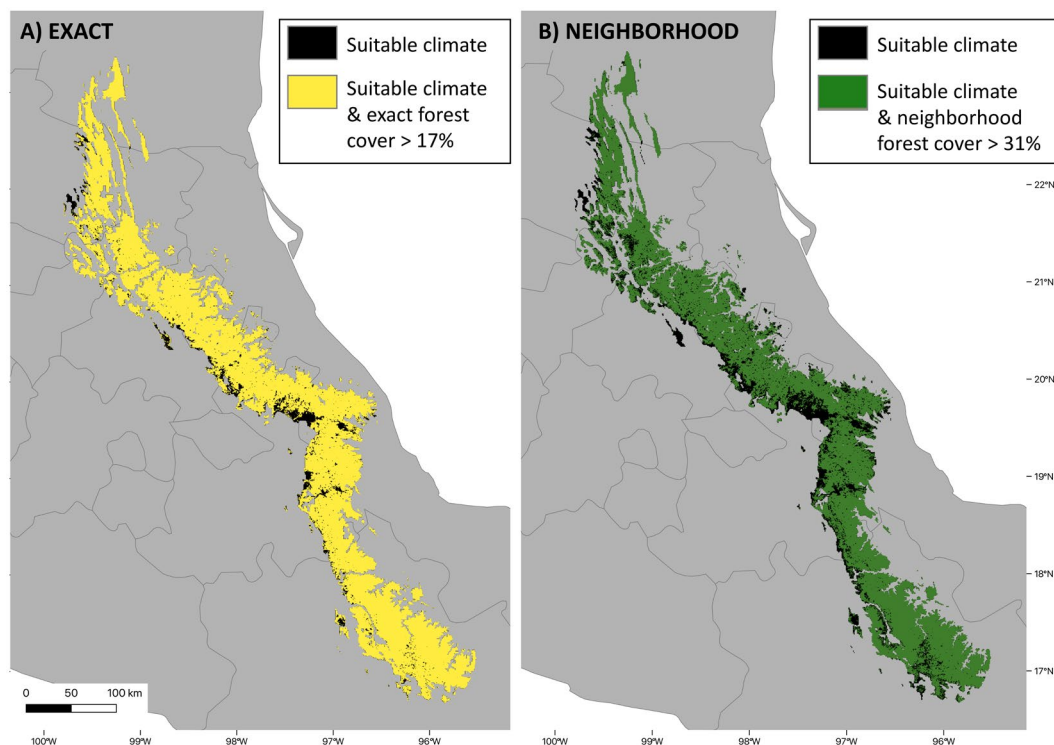 A) EXACT
Suitable climate
Suitable climate
& exact forest
cover > 17%
0 50 100 km
100°W 99°W 98°W 97°W 96°W
B) NEIGHBORHOOD
Suitable climate
Suitable climate
& neighborhood
forest cover > 31%
22°N
21°N
20°N
19°N
18°N
17°N
100°W 99°W 98°W 97°W 96°W